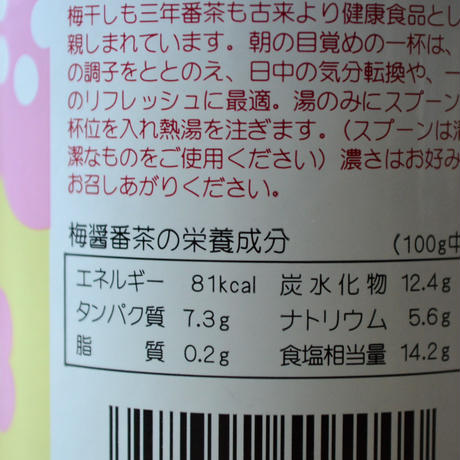 梅干しも三年番茶も古来より健康食品とし
親しまれています。朝の目覚めの一杯は、
の調子をととのえ、日中の気分転換や、一
のリフレッシュに最適。湯のみにスプーン
杯位を入れ熱湯を注ぎます。(スプーンは清
潔なものをご使用ください)濃さはお好み
お召しあがりください。
梅醤番茶の栄養成分 (100g中
エネルギー 81kcal 炭水化物 12.4g
タンパク質 7.3g ナトリウム 5.6g
脂質 0.2g 食塩相当量 14.2g